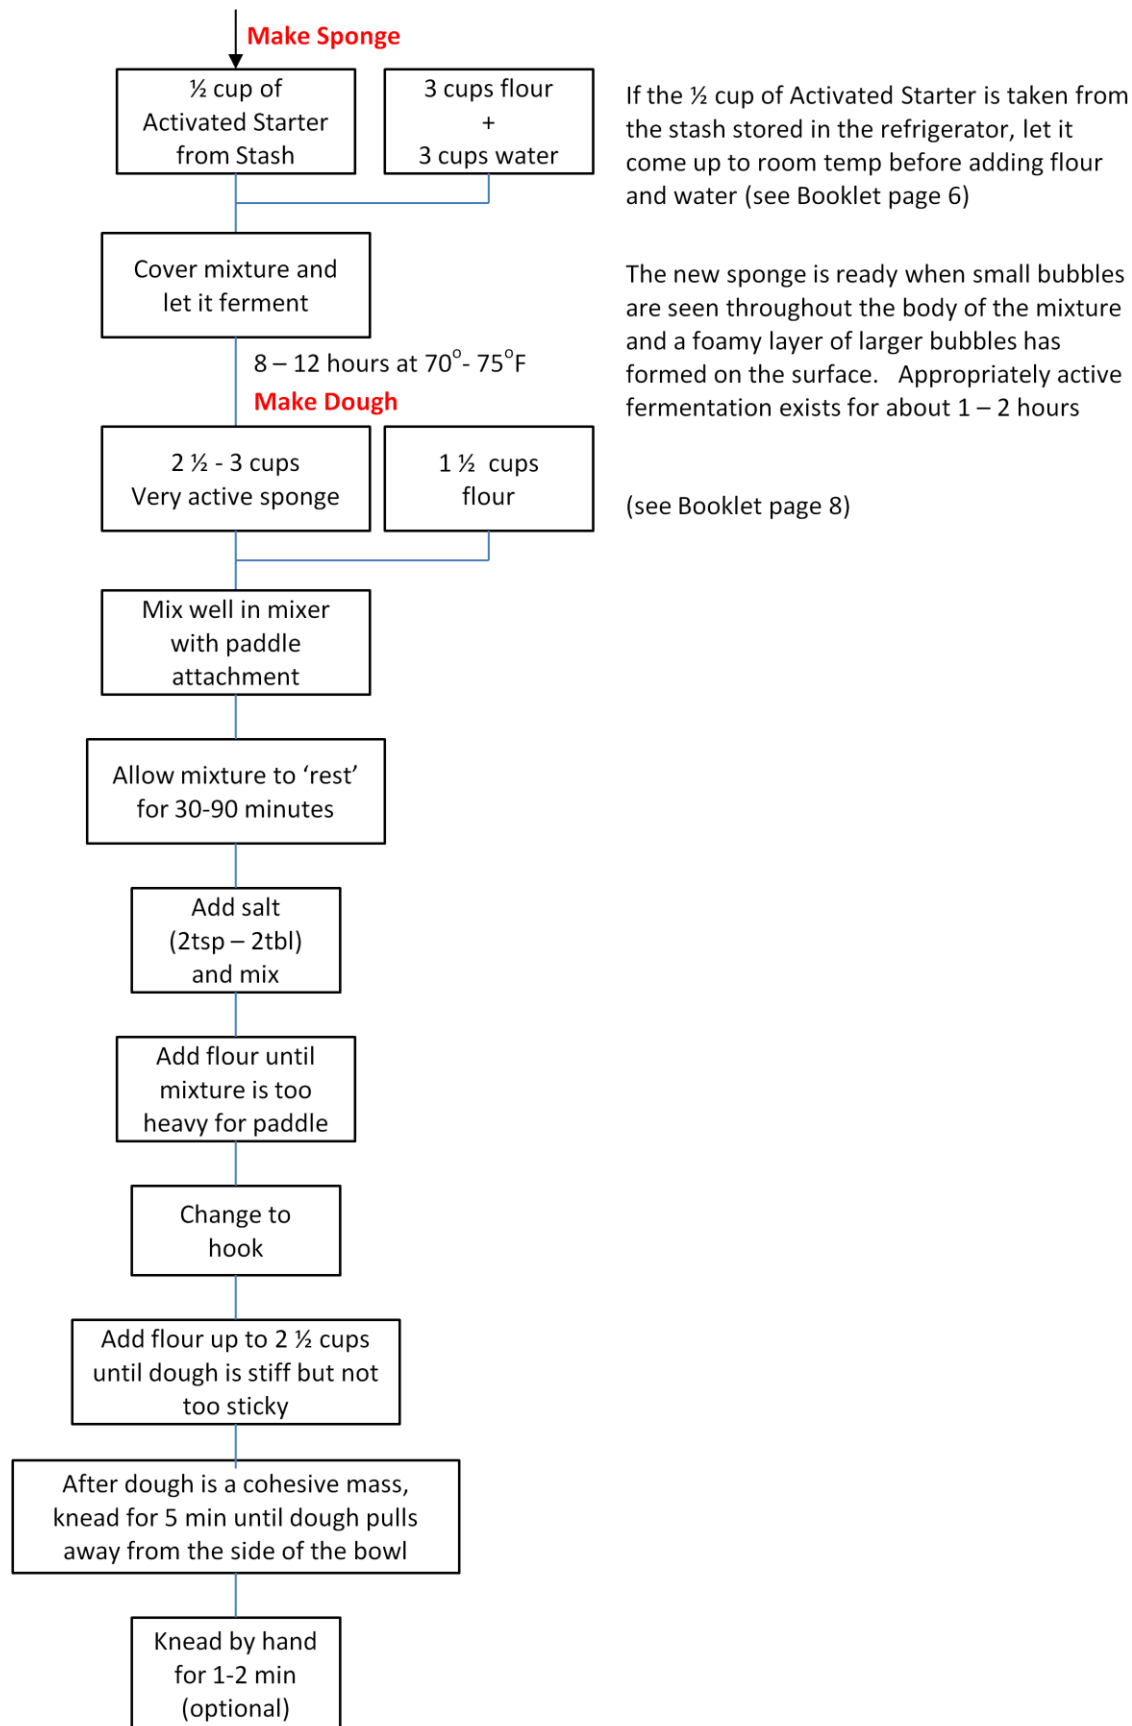 Make Sponge
½ cup of
Activated Starter
from Stash
3 cups flour
+
3 cups water
If the ½ cup of Activated Starter is taken from
the stash stored in the refrigerator, let it
come up to room temp before adding flour
and water (see Booklet page 6)
Cover mixture and
let it ferment
The new sponge is ready when small bubbles
are seen throughout the body of the mixture
and a foamy layer of larger bubbles has
formed on the surface.   Appropriately active
fermentation exists for about 1 – 2 hours
8 – 12 hours at 70°- 75°F
Make Dough
2 ½ - 3 cups
Very active sponge
1 ½  cups
flour
(see Booklet page 8)
Mix well in mixer
with paddle
attachment
Allow mixture to ‘rest’
for 30-90 minutes
Add salt
(2tsp – 2tbl)
and mix
Add flour until
mixture is too
heavy for paddle
Change to
hook
Add flour up to 2 ½ cups
until dough is stiff but not
too sticky
After dough is a cohesive mass,
knead for 5 min until dough pulls
away from the side of the bowl
Knead by hand
for 1-2 min
(optional)